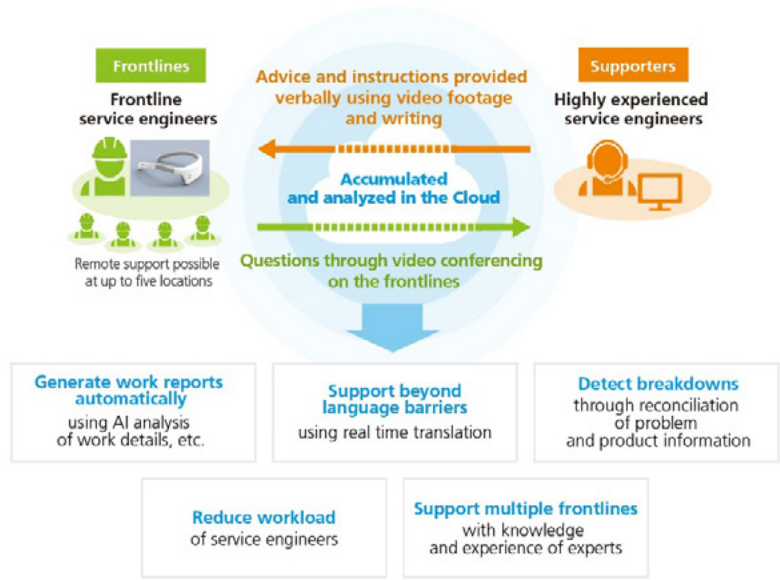 Frontlines
Frontline
service engineers
Remote support possible
at up to five locations
Advice and instructions provided
verbally using video footage
and writing
Accumulated
and analyzed in the Cloud
Questions through video conferencing
on the frontlines
Supporters
Highly experienced
service engineers
Generate work reports
automatically
using AI analysis
of work details, etc.
Support beyond
language barriers
using real time translation
Detect breakdowns
through reconciliation
of problem
and product information
Reduce workload
of service engineers
Support multiple frontlines
with knowledge
and experience of experts